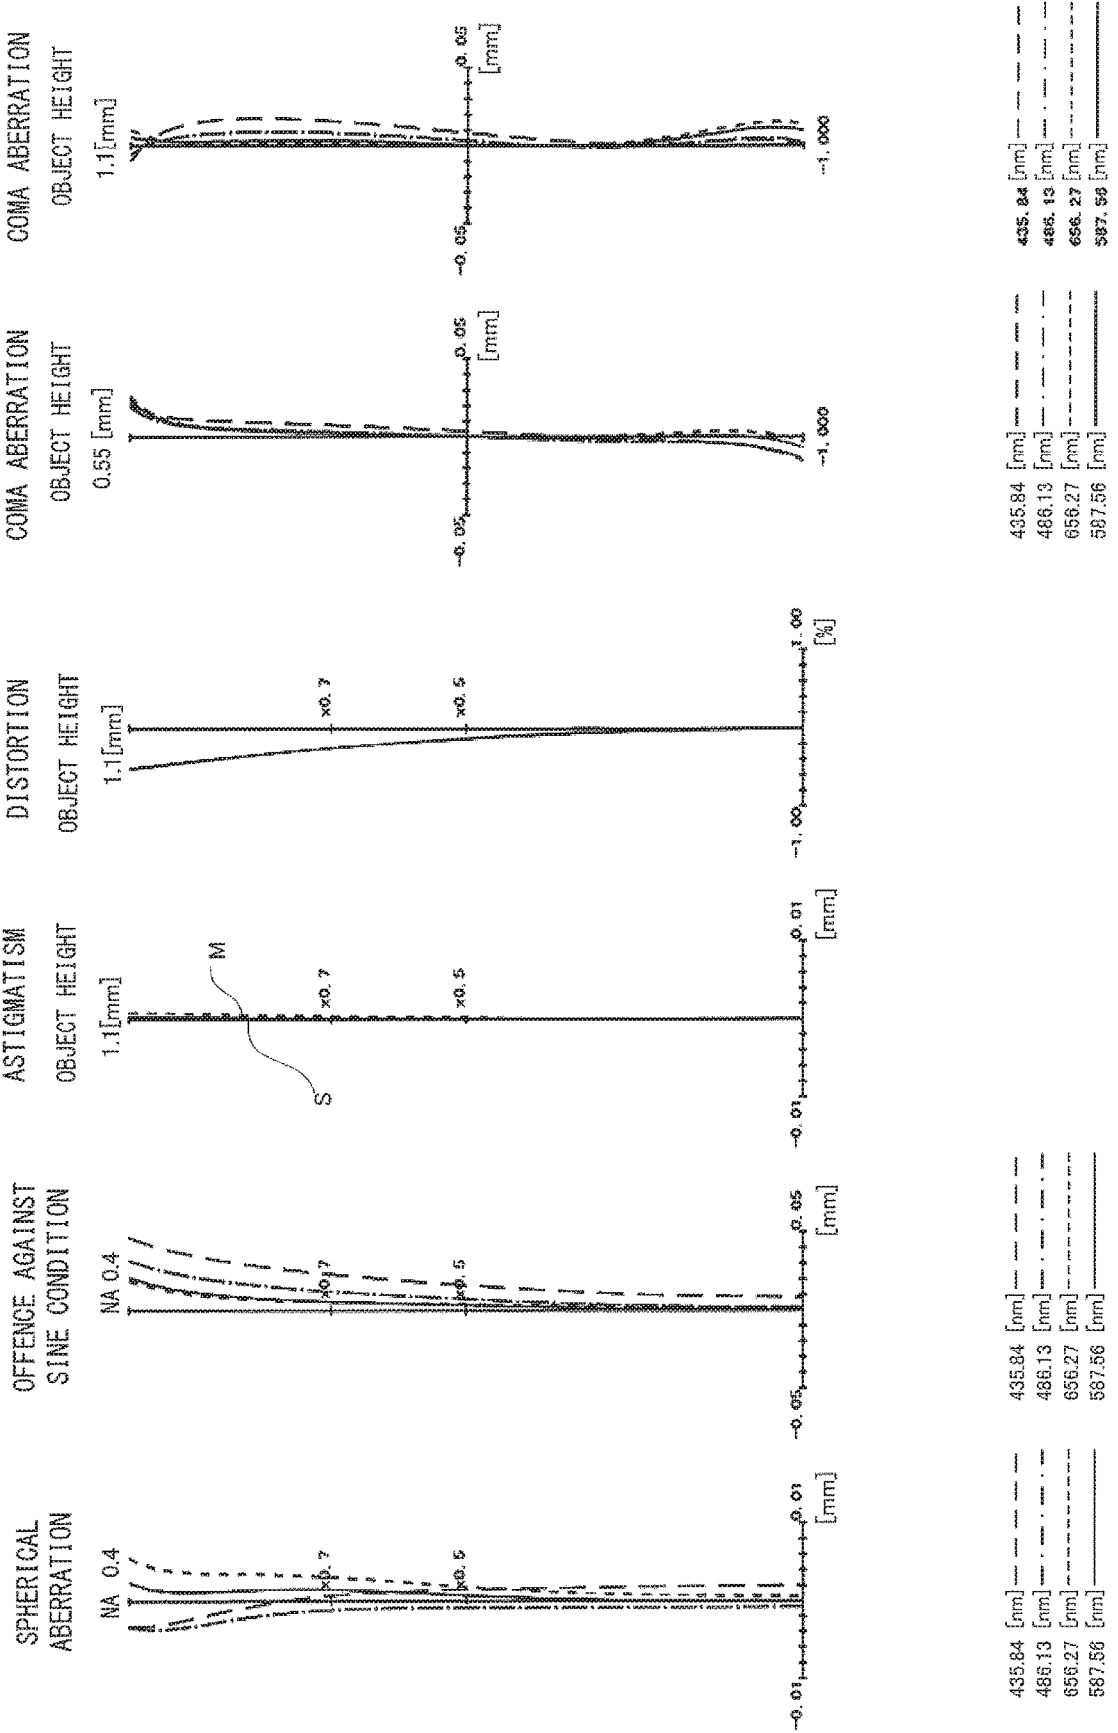 SPHERICAL
ABERRATION
NA 0.4
x0.7
x0.5
-0.01
0.01
[mm]
435.84 [nm]
486.13 [nm]
656.27 [nm]
587.56 [nm]
OFFENCE AGAINST
SINE CONDITION
NA 0.4
x0.7
x0.5
-0.05
0.05
[mm]
435.84 [nm]
486.13 [nm]
656.27 [nm]
587.56 [nm]
ASTIGMATISM
OBJECT HEIGHT
1.1[mm]
M
S
x0.7
x0.5
-0.01
0.01
[mm]
DISTORTION
OBJECT HEIGHT
1.1[mm]
x0.7
x0.5
-1.00
1.00
[%]
COMA ABERRATION
OBJECT HEIGHT
0.55 [mm]
-0.05
0.05
[mm]
-1.000
435.84 [nm]
486.13 [nm]
656.27 [nm]
587.56 [nm]
COMA ABERRATION
OBJECT HEIGHT
1.1[mm]
-0.05
0.05
[mm]
-1.000
435.84 [nm]
486.13 [nm]
656.27 [nm]
587.56 [nm]